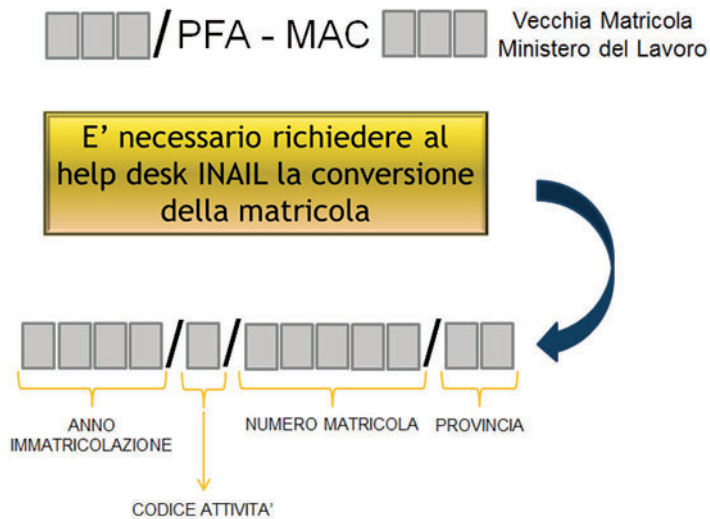 / PFA - MAC
Vecchia Matricola
Ministero del Lavoro
E' necessario richiedere al
help desk INAIL la conversione
della matricola
/ / /
ANNO
IMMATRICOLAZIONE
NUMERO MATRICOLA
PROVINCIA
CODICE ATTIVITA'